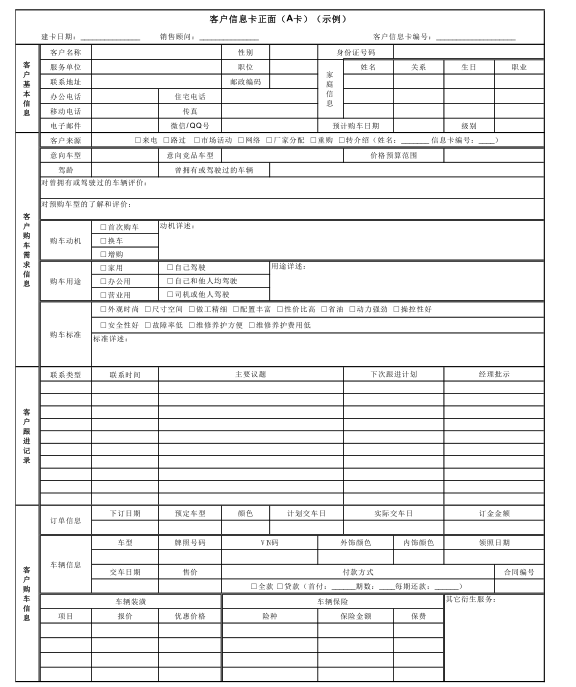 客户信息卡正面（A卡）（示例）
建卡日期：____________ 销售顾问：____________ 客户信息卡编号：____________
客户基本信息
客户名称 性别 身份证号码
服务单位 职位 家庭信息 姓名 关系 生日 职业
联系地址 邮政编码
办公电话 住宅电话
移动电话 传真
电子邮件 微信/QQ号 预计购车日期 级别
客户购车需求信息
客户来源 □来电 □路过 □市场活动 □网络 □厂家分配 □重购 □转介绍（姓名：______ 信息卡编号：____）
意向车型 意向竞品车型 价格预算范围
驾龄 曾拥有或驾驶过的车辆
对曾拥有或驾驶过的车辆评价：
对预购车型的了解和评价：
购车动机 □首次购车 动机详述：
□换车
□增购
购车用途 □家用 □自己驾驶 用途详述：
□办公用 □自己和他人均驾驶
□营业用 □司机或他人驾驶
购车标准 □外观时尚 □尺寸空间 □做工精细 □配置丰富 □性价比高 □省油 □动力强劲 □操控性好
□安全性好 □故障率低 □维修养护方便 □维修养护费用低
标准详述：
客户跟进记录
联系类型 联系时间 主要议题 下次跟进计划 经理批示
客户购车信息
订单信息 下订日期 预定车型 颜色 计划交车日 实际交车日 订金金额
车辆信息 车型 牌照号码 VIN码 外饰颜色 内饰颜色 领照日期
交车日期 售价 付款方式 合同编号
□全款 □贷款（首付：______期数：____每期还款：______）
车辆装潢 车辆保险 其它衍生服务：
项目 报价 优惠价格 险种 保险金额 保费